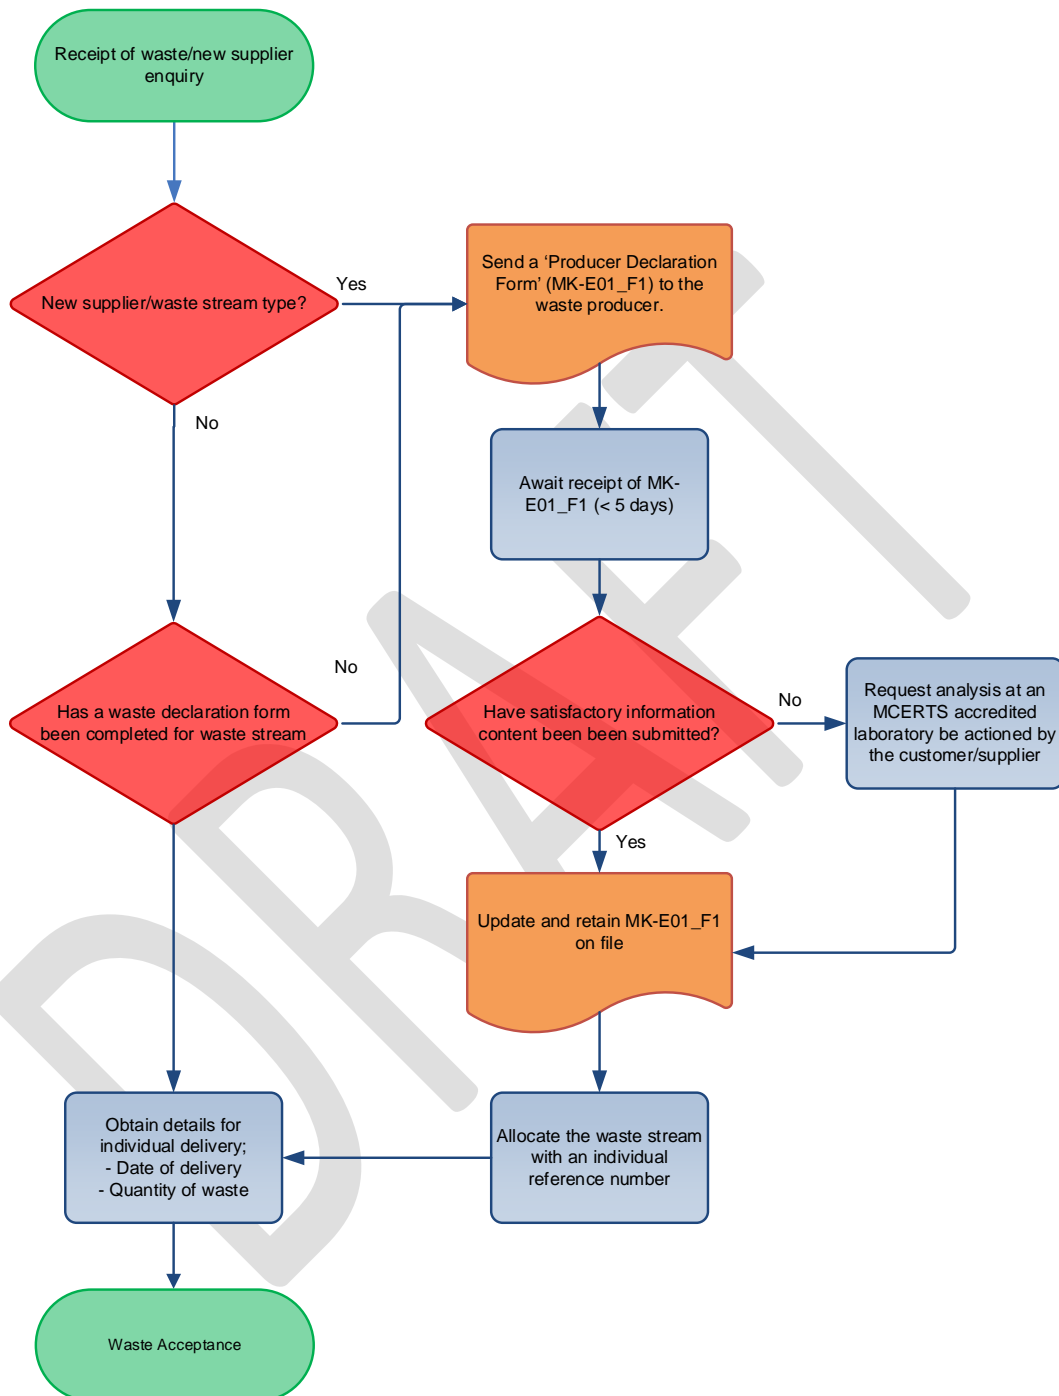 Receipt of waste/new supplier
enquiry
New supplier/waste stream type?
Yes
No
Send a ‘Producer Declaration
Form’ (MK-E01_F1) to the
waste producer.
Await receipt of MK-
E01_F1 (< 5 days)
Has a waste declaration form
been completed for waste stream
No
Have satisfactory information
content been been submitted?
No
Yes
Request analysis at an
MCERTS accredited
laboratory be actioned by
the customer/supplier
Update and retain MK-E01_F1
on file
Obtain details for
individual delivery;
- Date of delivery
- Quantity of waste
Allocate the waste stream
with an individual
reference number
Waste Acceptance
DRAFT